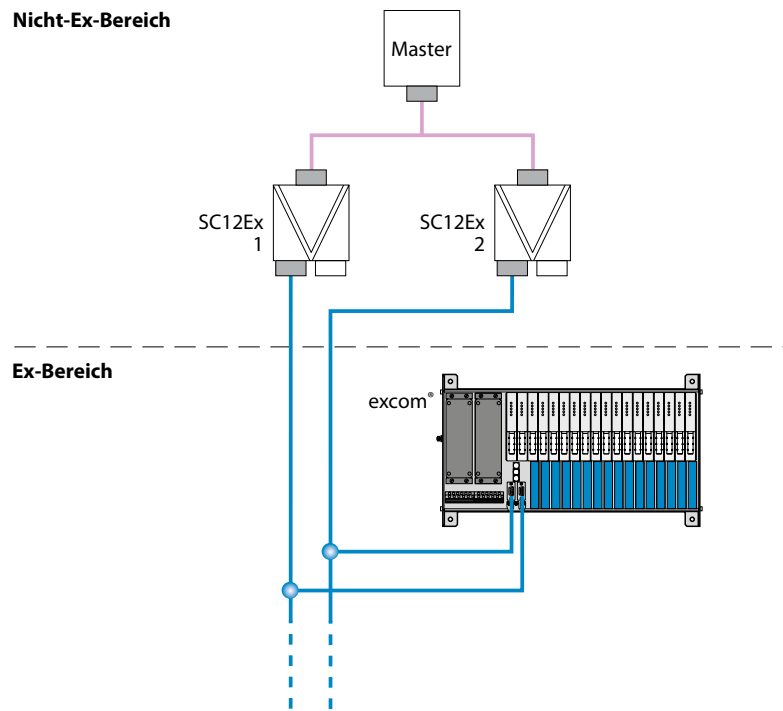 Nicht-Ex-Bereich
Master
SC12Ex
1
SC12Ex
2
Ex-Bereich
excom®